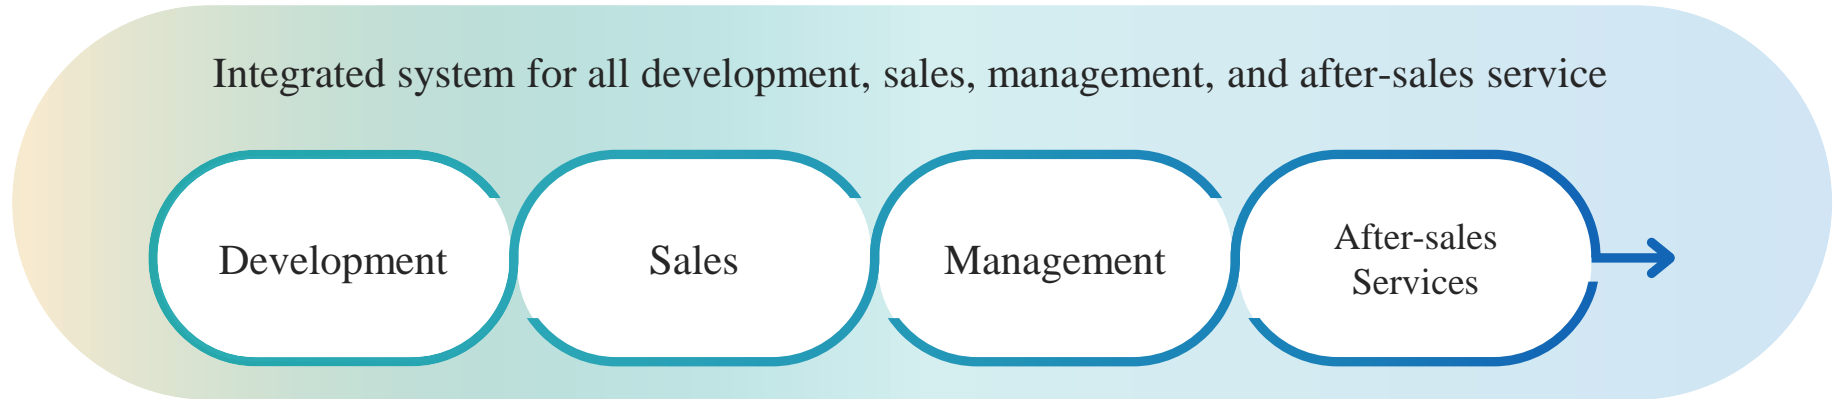 Integrated system for all development, sales, management, and after-sales service
Development
Sales
Management
After-sales
Services